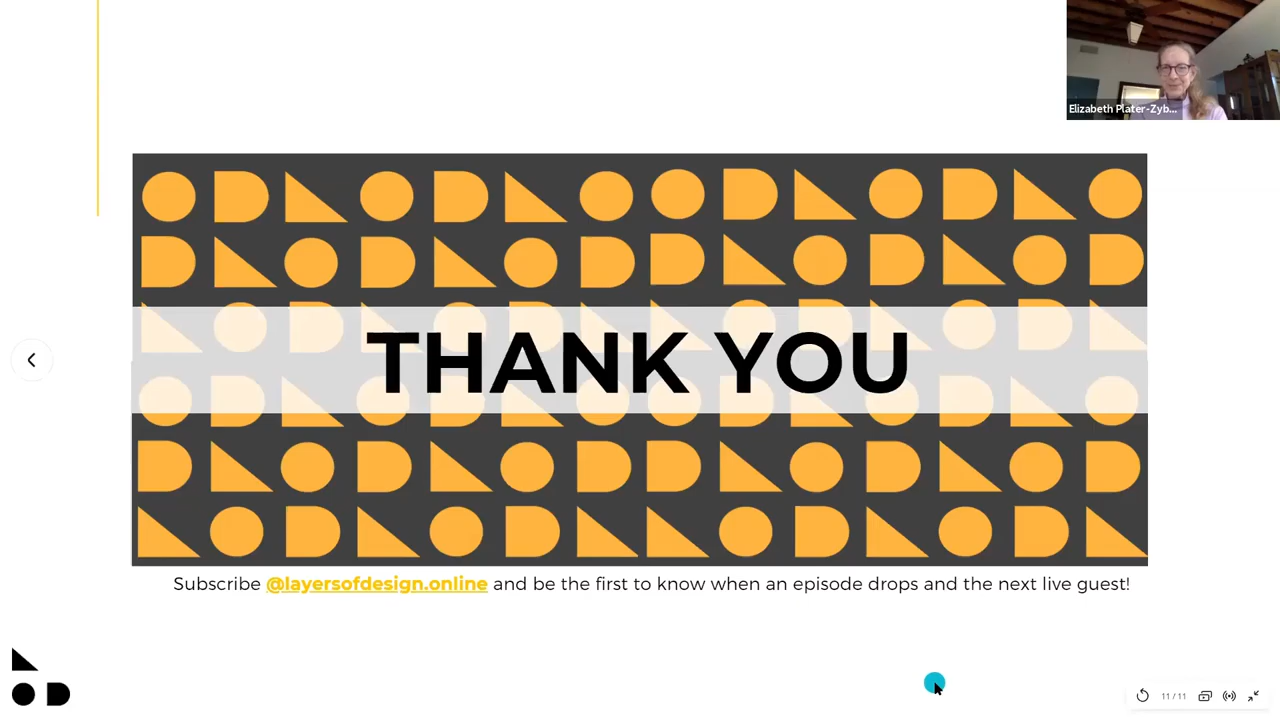 Elizabeth Plater-Zyb...
THANK YOU
Subscribe @layersofdesign.online and be the first to know when an episode drops and the next live guest!
11 / 11